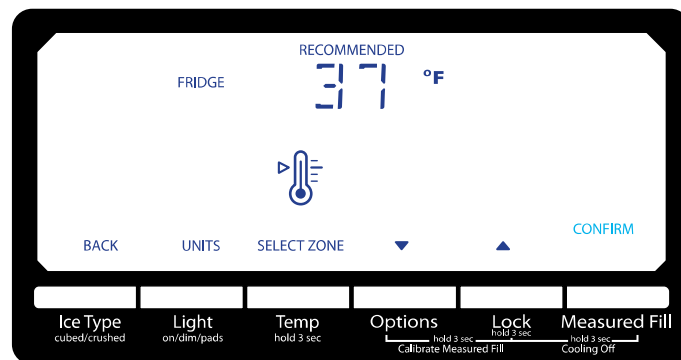 RECOMMENDED
FRIDGE 37 °F
BACK UNITS SELECT ZONE CONFIRM
Ice Type Light Temp Options Lock Measured Fill
cubed/crushed on/dim/pads hold 3 sec hold 3 sec
hold 3 sec hold 3 sec
Calibrate Measured Fill Cooling Off